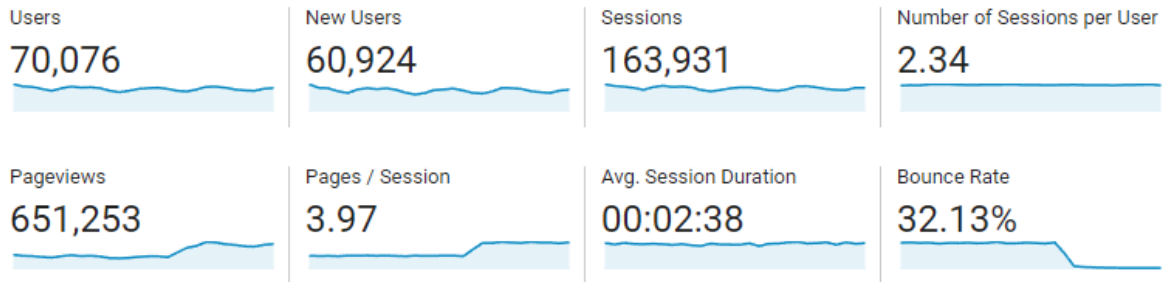 Users
70,076
New Users
60,924
Sessions
163,931
Number of Sessions per User
2.34
Pageviews
651,253
Pages / Session
3.97
Avg. Session Duration
00:02:38
Bounce Rate
32.13%